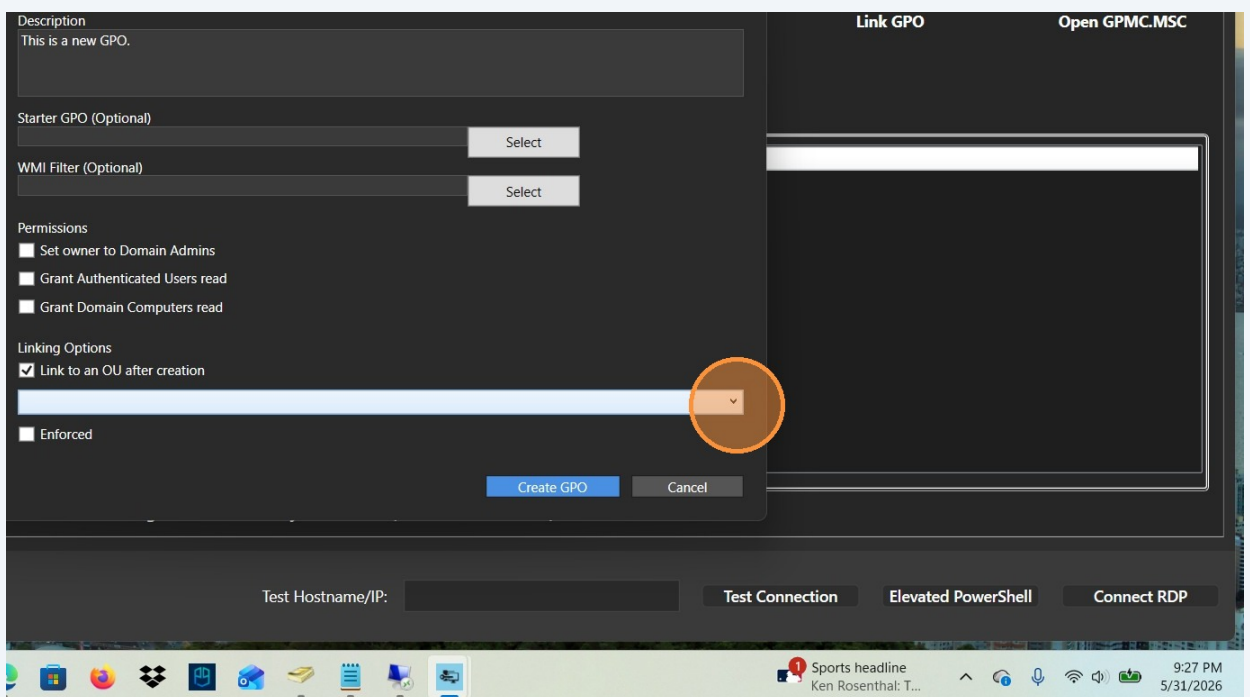 Description
This is a new GPO.
Link GPO
Open GPMC.MSC
Starter GPO (Optional)
Select
WMI Filter (Optional)
Select
Permissions
Set owner to Domain Admins
Grant Authenticated Users read
Grant Domain Computers read
Linking Options
Link to an OU after creation
Enforced
Create GPO
Cancel
Test Hostname/IP:
Test Connection
Elevated PowerShell
Connect RDP
1
Sports headline
Ken Rosenthal: T...
9:27 PM
5/31/2026